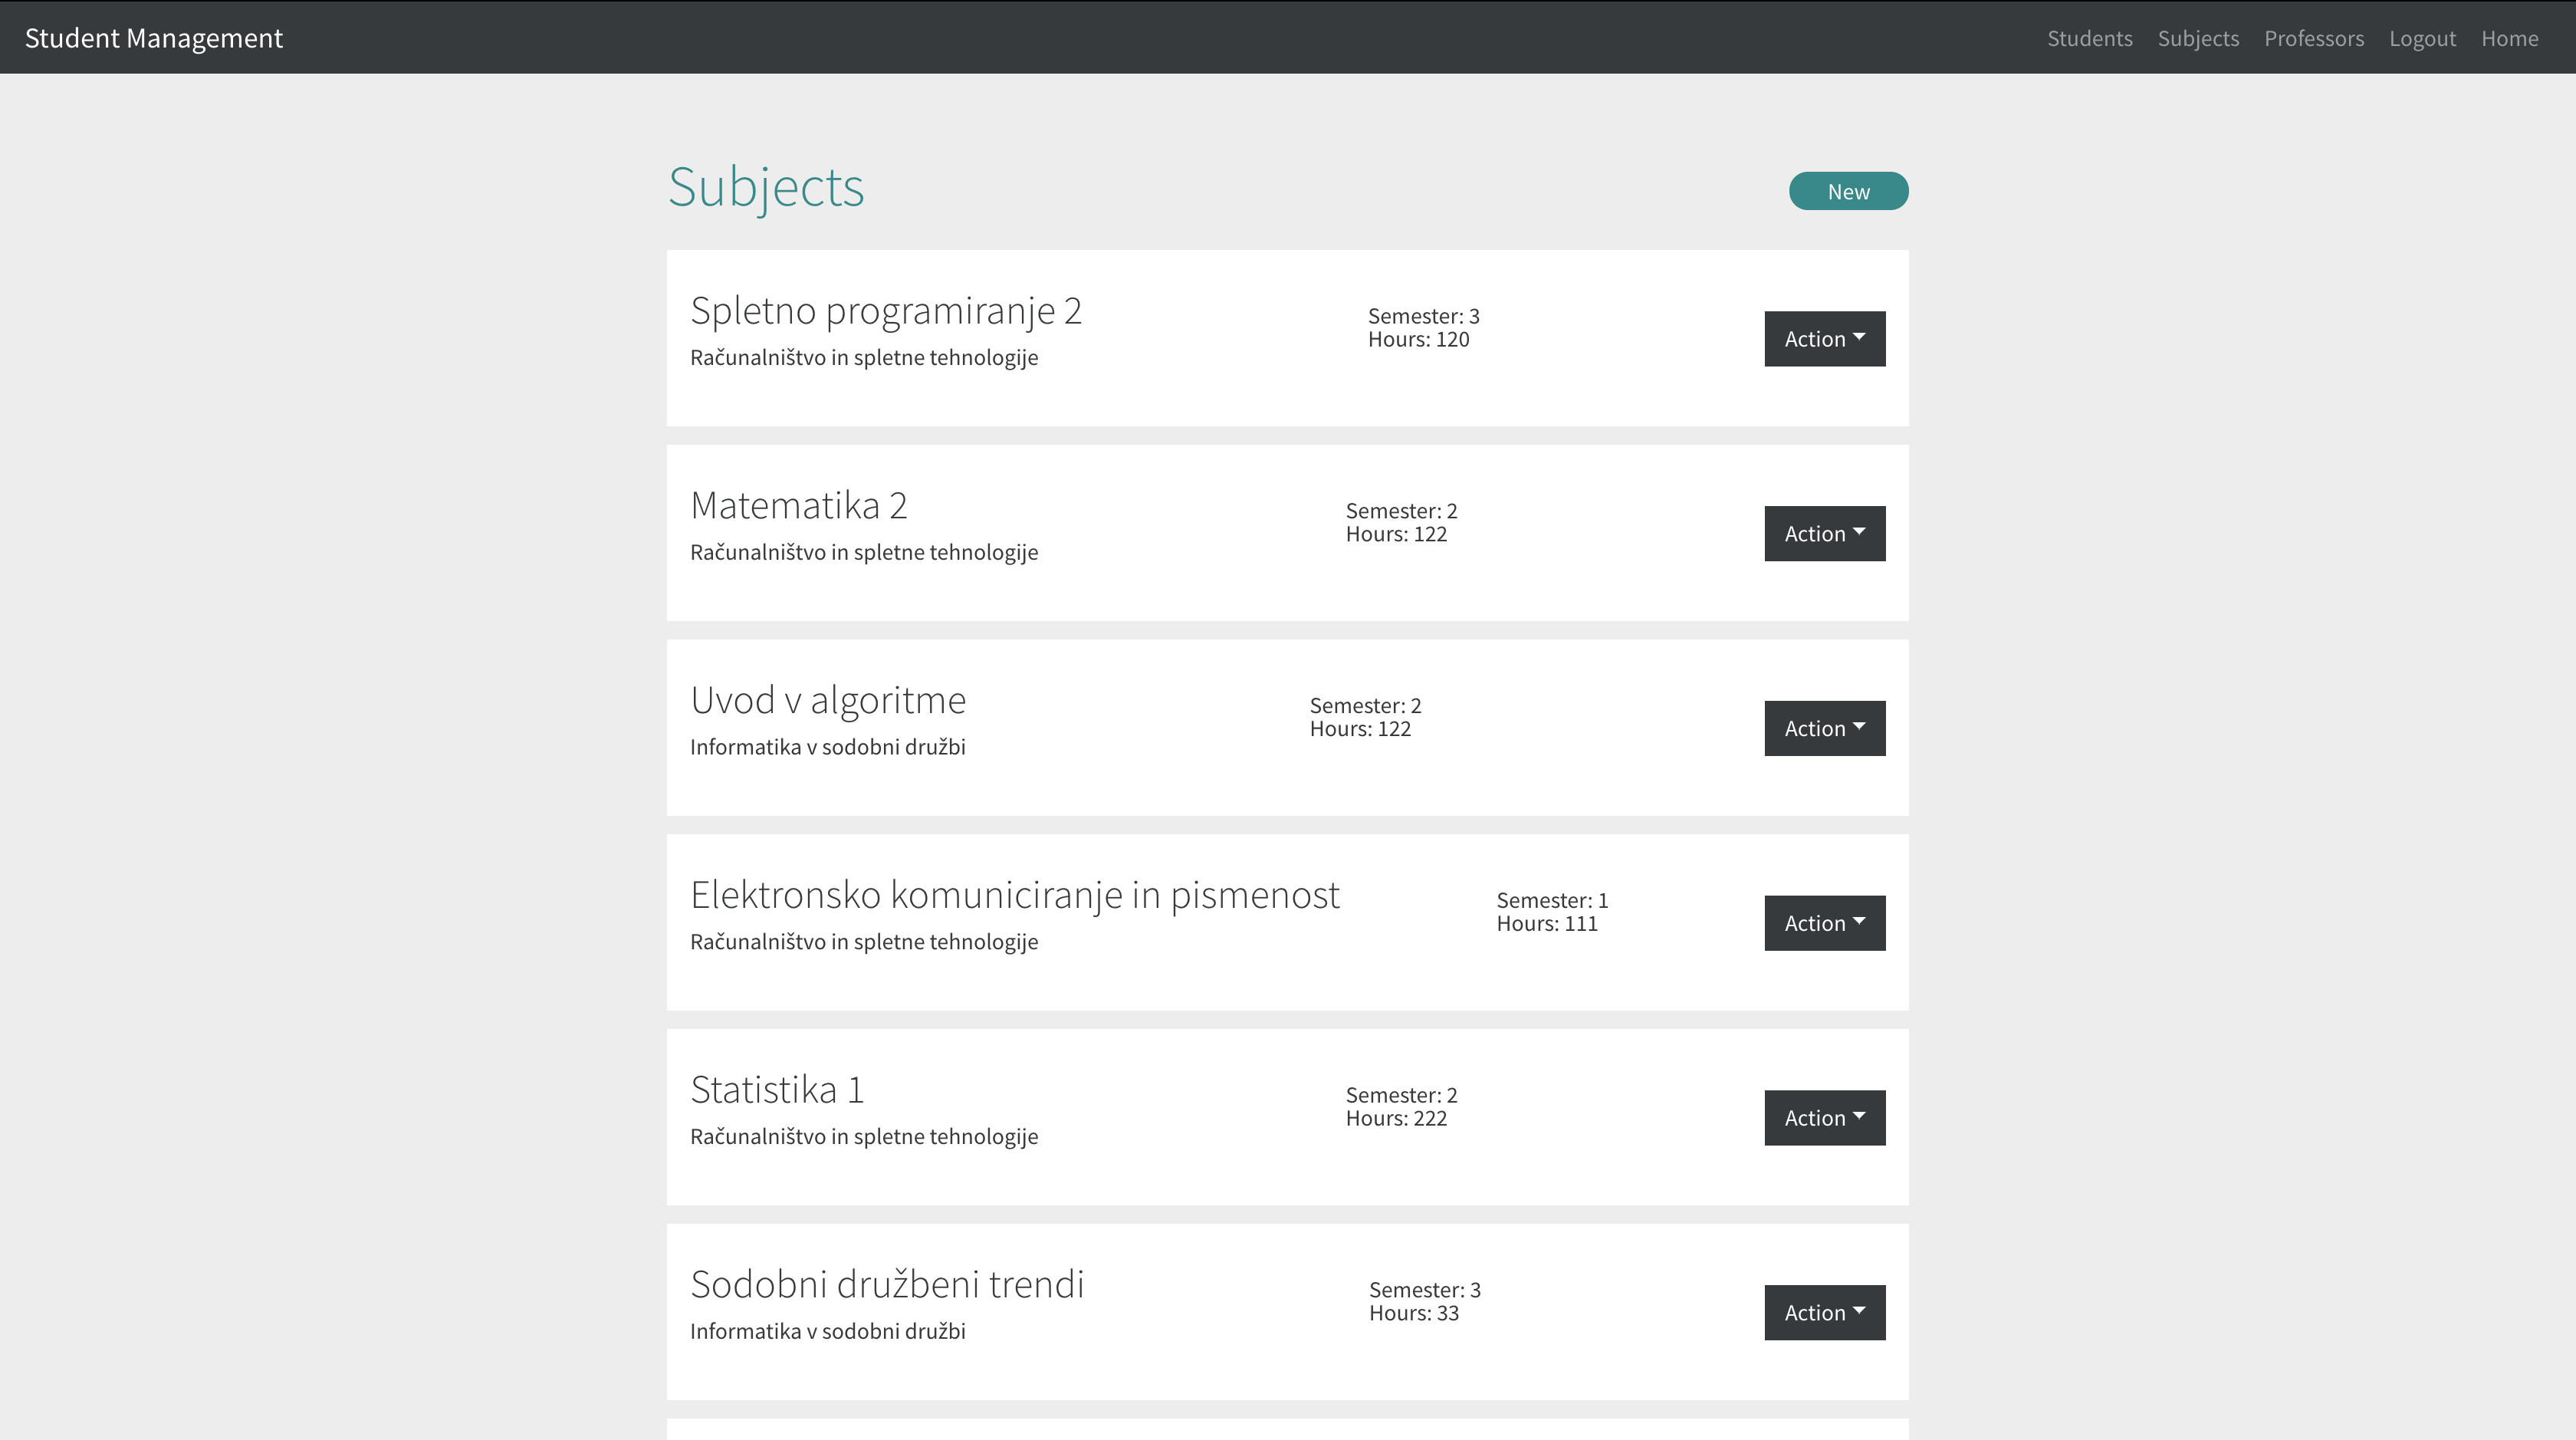 Student Management
Students Subjects Professors Logout Home
Subjects
New
Spletno programiranje 2
Računalništvo in spletne tehnologije
Semester: 3
Hours: 120
Action
Matematika 2
Računalništvo in spletne tehnologije
Semester: 2
Hours: 122
Action
Uvod v algoritme
Informatika v sodobni družbi
Semester: 2
Hours: 122
Action
Elektronsko komuniciranje in pismenost
Računalništvo in spletne tehnologije
Semester: 1
Hours: 111
Action
Statistika 1
Računalništvo in spletne tehnologije
Semester: 2
Hours: 222
Action
Sodobni družbeni trendi
Informatika v sodobni družbi
Semester: 3
Hours: 33
Action